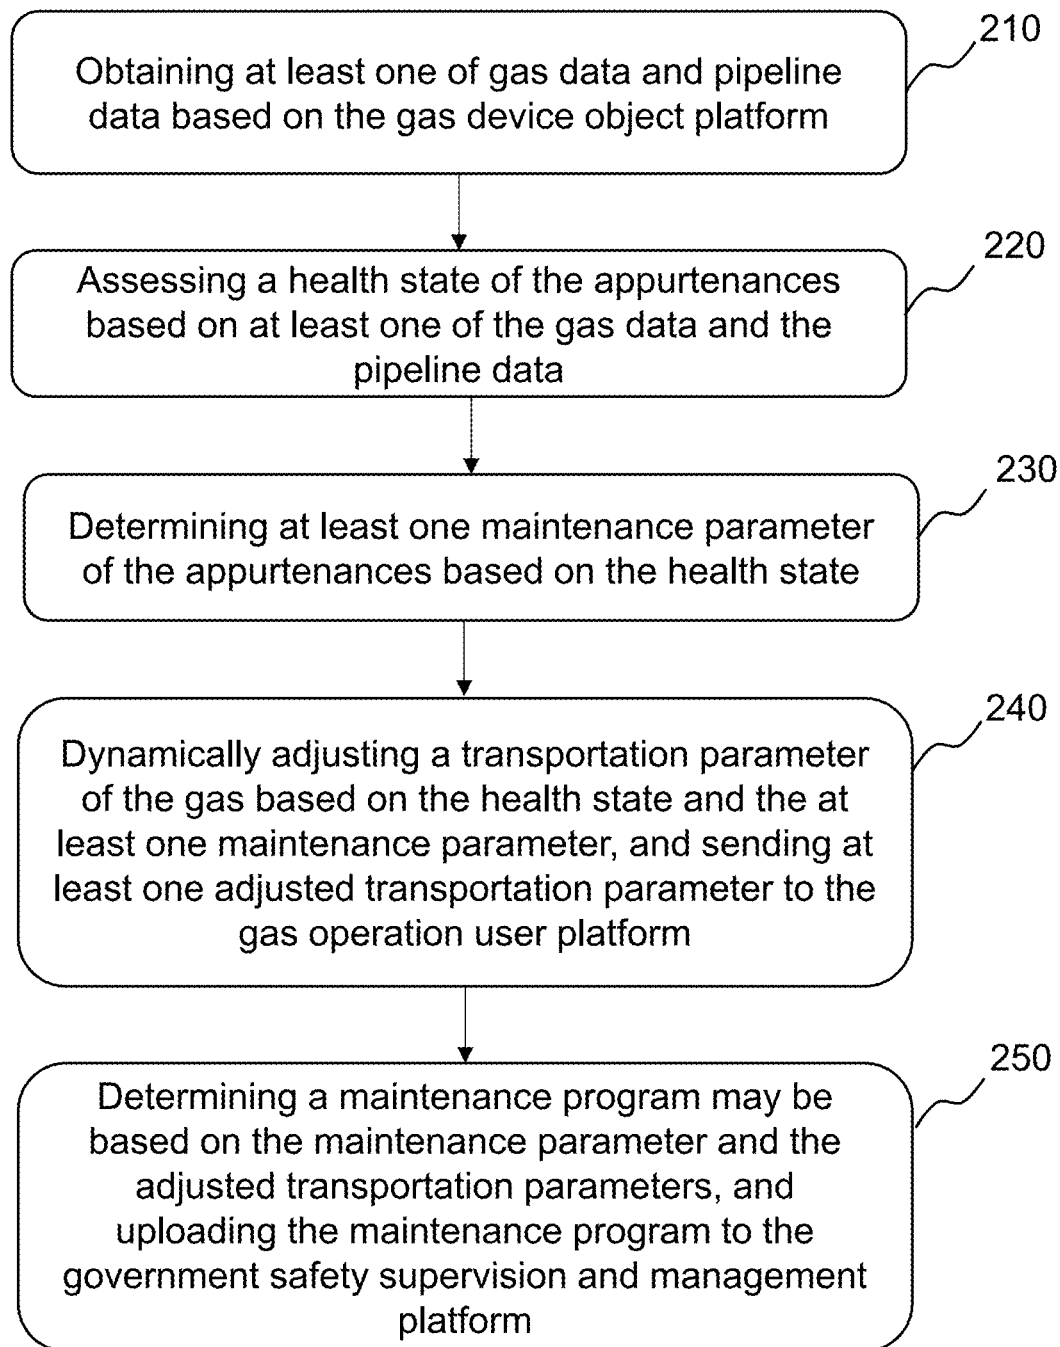 210
Obtaining at least one of gas data and pipeline
data based on the gas device object platform
220
Assessing a health state of the appurtenances
based on at least one of the gas data and the
pipeline data
230
Determining at least one maintenance parameter
of the appurtenances based on the health state
240
Dynamically adjusting a transportation parameter
of the gas based on the health state and the at
least one maintenance parameter, and sending at
least one adjusted transportation parameter to the
gas operation user platform
250
Determining a maintenance program may be
based on the maintenance parameter and the
adjusted transportation parameters, and
uploading the maintenance program to the
government safety supervision and management
platform